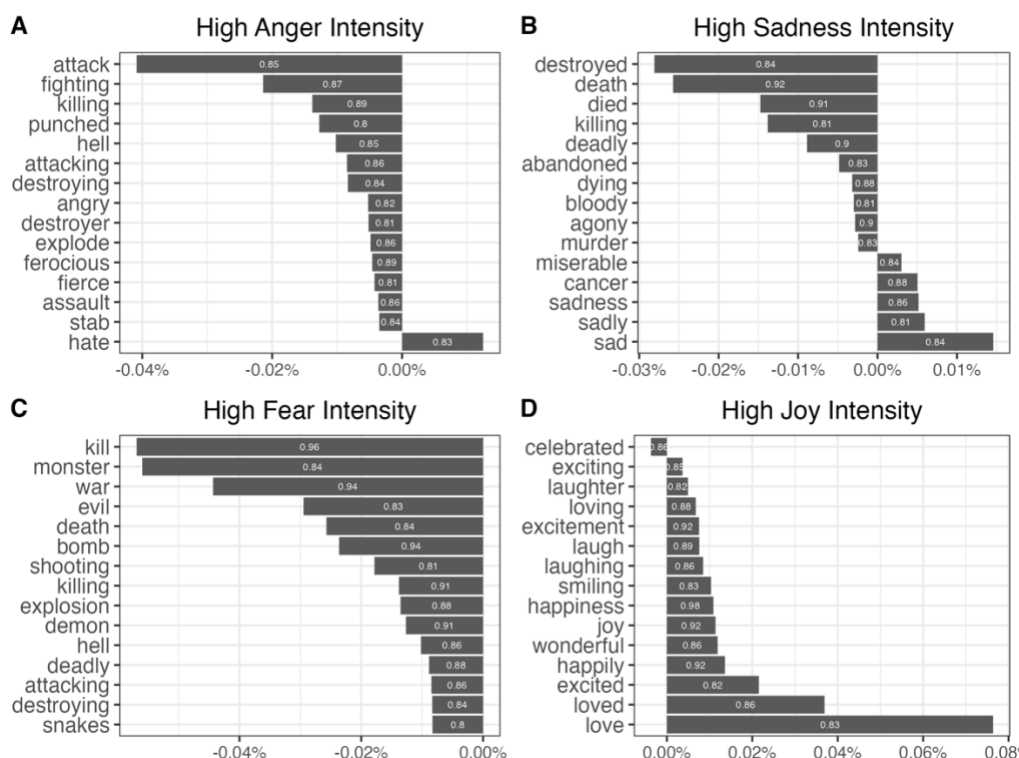 A High Anger Intensity
attack 0.85
fighting 0.87
killing 0.89
punched 0.8
hell 0.85
attacking 0.86
destroying 0.84
angry 0.82
destroyer 0.81
explode 0.86
ferocious 0.89
fierce 0.81
assault 0.86
stab 0.84
hate 0.83
-0.04% -0.02% 0.00%
B High Sadness Intensity
destroyed 0.84
death 0.92
died 0.91
killing 0.81
deadly 0.9
abandoned 0.83
dying 0.88
bloody 0.81
agony 0.9
murder 0.83
miserable 0.84
cancer 0.88
sadness 0.86
sadly 0.81
sad 0.84
-0.03% -0.02% -0.01% 0.00% 0.01%
C High Fear Intensity
kill 0.96
monster 0.84
war 0.94
evil 0.83
death 0.84
bomb 0.94
shooting 0.81
killing 0.91
explosion 0.88
demon 0.91
hell 0.86
deadly 0.88
attacking 0.86
destroying 0.84
snakes 0.8
-0.04% -0.02% 0.00%
D High Joy Intensity
celebrated 0.86
exciting 0.85
laughter 0.82
loving 0.88
excitement 0.92
laugh 0.89
laughing 0.86
smiling 0.83
happiness 0.98
joy 0.92
wonderful 0.86
happily 0.92
excited 0.82
loved 0.86
love 0.83
0.00% 0.02% 0.04% 0.06% 0.08%